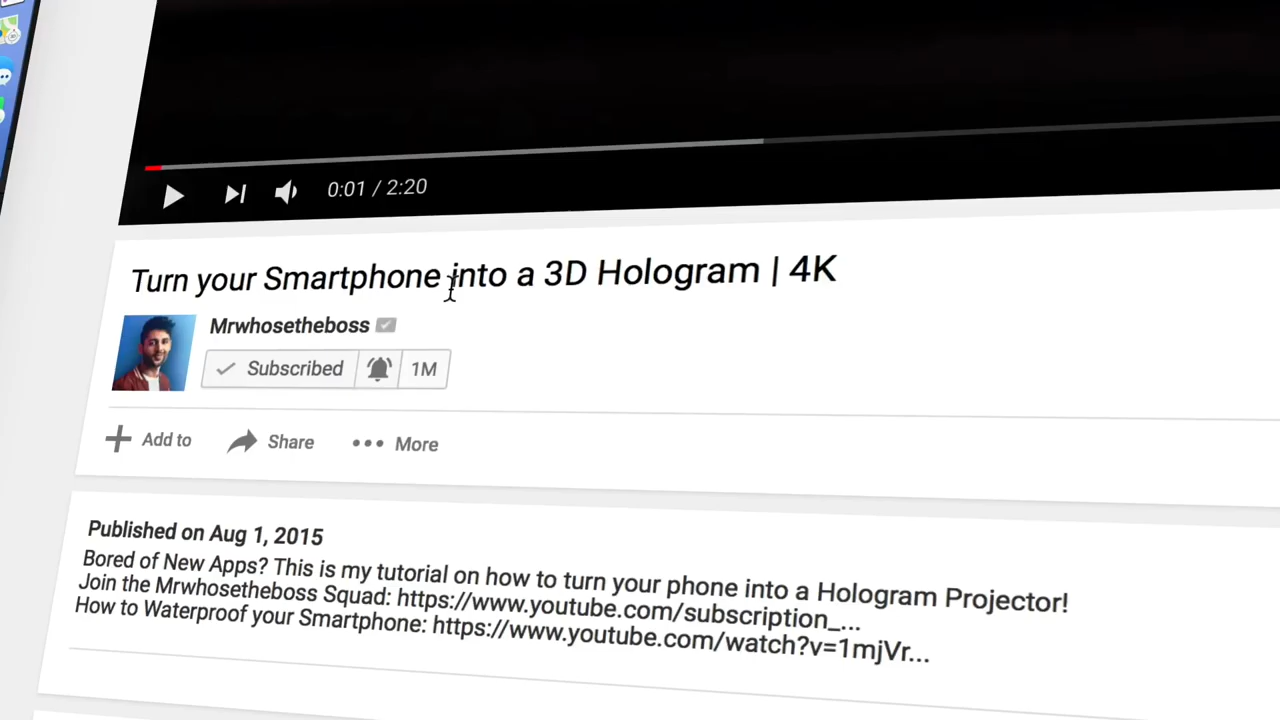 0:01 / 2:20
Turn your Smartphone into a 3D Hologram | 4K
Mrwhosetheboss
Subscribed 1M
Add to Share More
Published on Aug 1, 2015
Bored of New Apps? This is my tutorial on how to turn your phone into a Hologram Projector!
Join the Mrwhosetheboss Squad: https://www.youtube.com/subscription_...
How to Waterproof your Smartphone: https://www.youtube.com/watch?v=1mjVr...